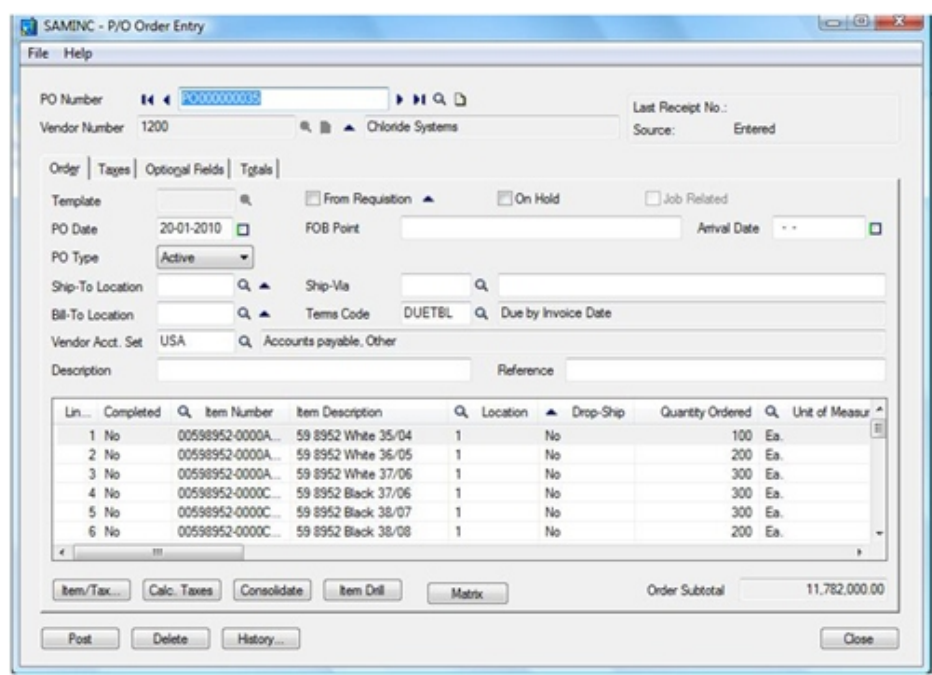 SAMINC - P/O Order Entry
File Help
PO Number PO000000035 Last Receipt No.:
Vendor Number 1200 Chloride Systems Source: Entered
Order Taxes Optional Fields Totals
Template From Requisition On Hold Job Related
PO Date 20-01-2010 FOB Point Arrival Date - -
PO Type Active
Ship-To Location Ship-Via
Bill-To Location Terms Code DUETBL Due by Invoice Date
Vendor Acct. Set USA Accounts payable, Other
Description Reference
Lin... Completed Item Number Item Description Location Drop-Ship Quantity Ordered Unit of Measur
1 No 00598952-0000A... 59 8952 White 35/04 1 No 100 Ea.
2 No 00598952-0000A... 59 8952 White 36/05 1 No 200 Ea.
3 No 00598952-0000A... 59 8952 White 37/06 1 No 300 Ea.
4 No 00598952-0000C... 59 8952 Black 37/06 1 No 300 Ea.
5 No 00598952-0000C... 59 8952 Black 38/07 1 No 300 Ea.
6 No 00598952-0000C... 59 8952 Black 38/08 1 No 200 Ea.
Item/Tax... Calc. Taxes Consolidate Item Drill Matrix Order Subtotal 11,782,000.00
Post Delete History... Close